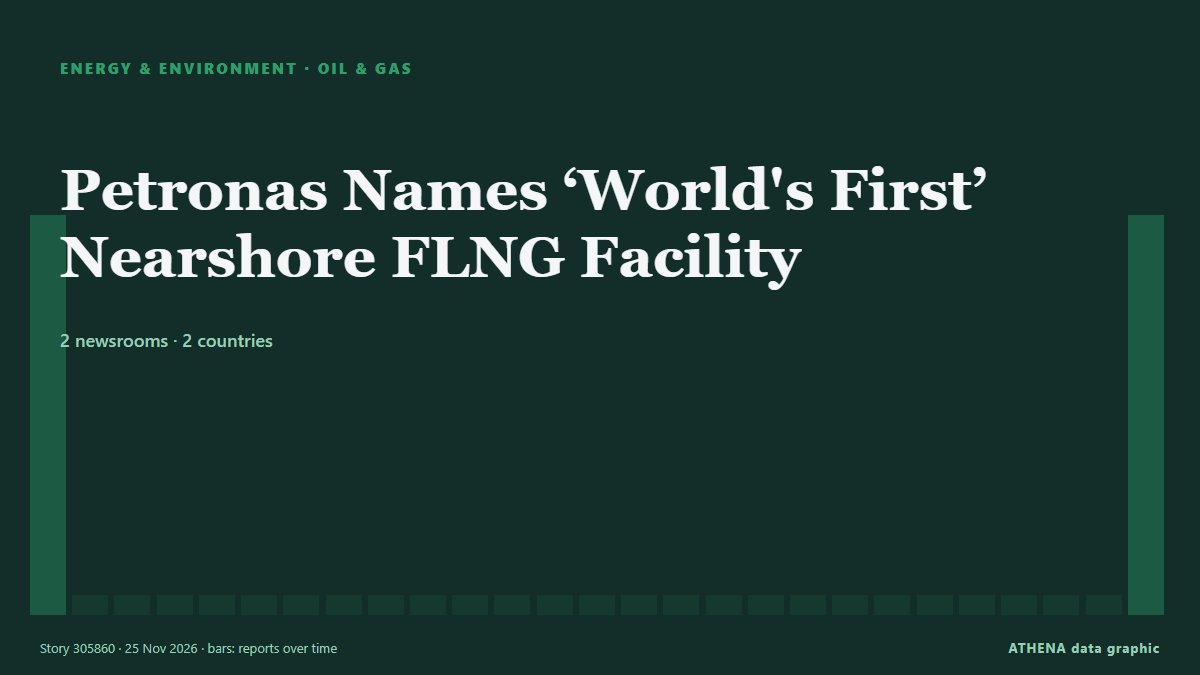 ENERGY & ENVIRONMENT · OIL & GAS
Petronas Names ‘World's First’
Nearshore FLNG Facility
2 newsrooms · 2 countries
Story 305860 · 25 Nov 2026 · bars: reports over time
ATHENA data graphic